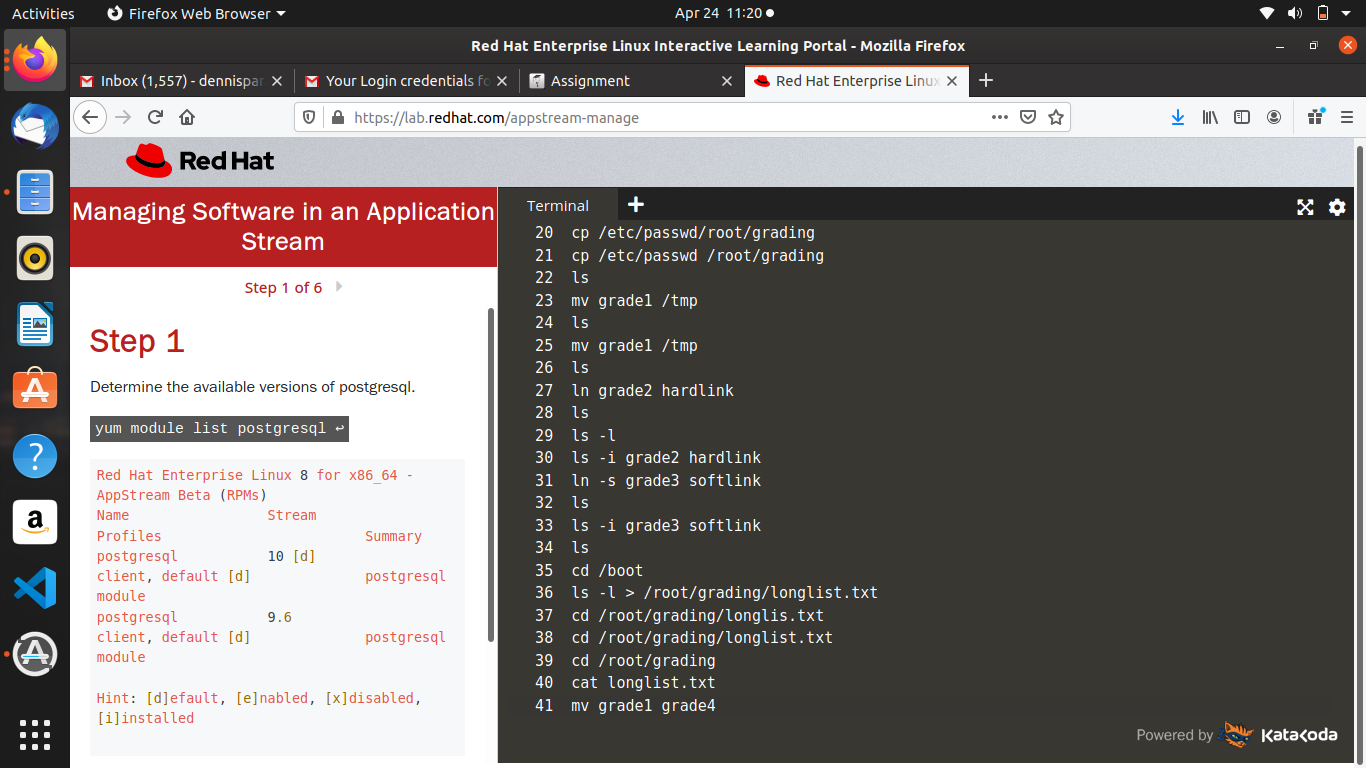 Activities
Firefox Web Browser
Apr 24 11:20
Red Hat Enterprise Linux Interactive Learning Portal - Mozilla Firefox
Inbox (1,557) - dennispar
Your Login credentials fo
Assignment
Red Hat Enterprise Linux
https://lab.redhat.com/appstream-manage
Red Hat
Managing Software in an Application
Stream
Step 1 of 6
Step 1
Determine the available versions of postgresql.
yum module list postgresql ↩
Red Hat Enterprise Linux 8 for x86_64 -
AppStream Beta (RPMs)
Name Stream
Profiles Summary
postgresql 10 [d]
client, default [d] postgresql
module
postgresql 9.6
client, default [d] postgresql
module
Hint: [d]efault, [e]nabled, [x]disabled,
[i]installed
Terminal
20 cp /etc/passwd/root/grading
21 cp /etc/passwd /root/grading
22 ls
23 mv grade1 /tmp
24 ls
25 mv grade1 /tmp
26 ls
27 ln grade2 hardlink
28 ls
29 ls -l
30 ls -i grade2 hardlink
31 ln -s grade3 softlink
32 ls
33 ls -i grade3 softlink
34 ls
35 cd /boot
36 ls -l > /root/grading/longlist.txt
37 cd /root/grading/longlis.txt
38 cd /root/grading/longlist.txt
39 cd /root/grading
40 cat longlist.txt
41 mv grade1 grade4
Powered by Katacoda